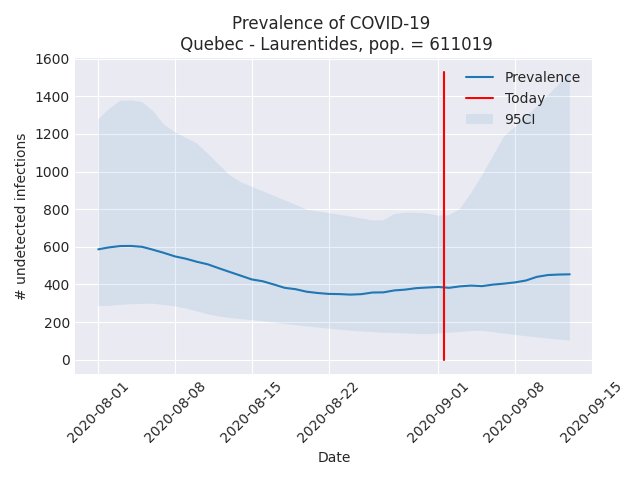 Prevalence of COVID-19
Quebec - Laurentides, pop. = 611019
1600
1400
1200
1000
800
600
400
200
0
# undetected infections
Prevalence
Today
95CI
2020-08-01
2020-08-08
2020-08-15
2020-08-22
2020-09-01
2020-09-08
2020-09-15
Date